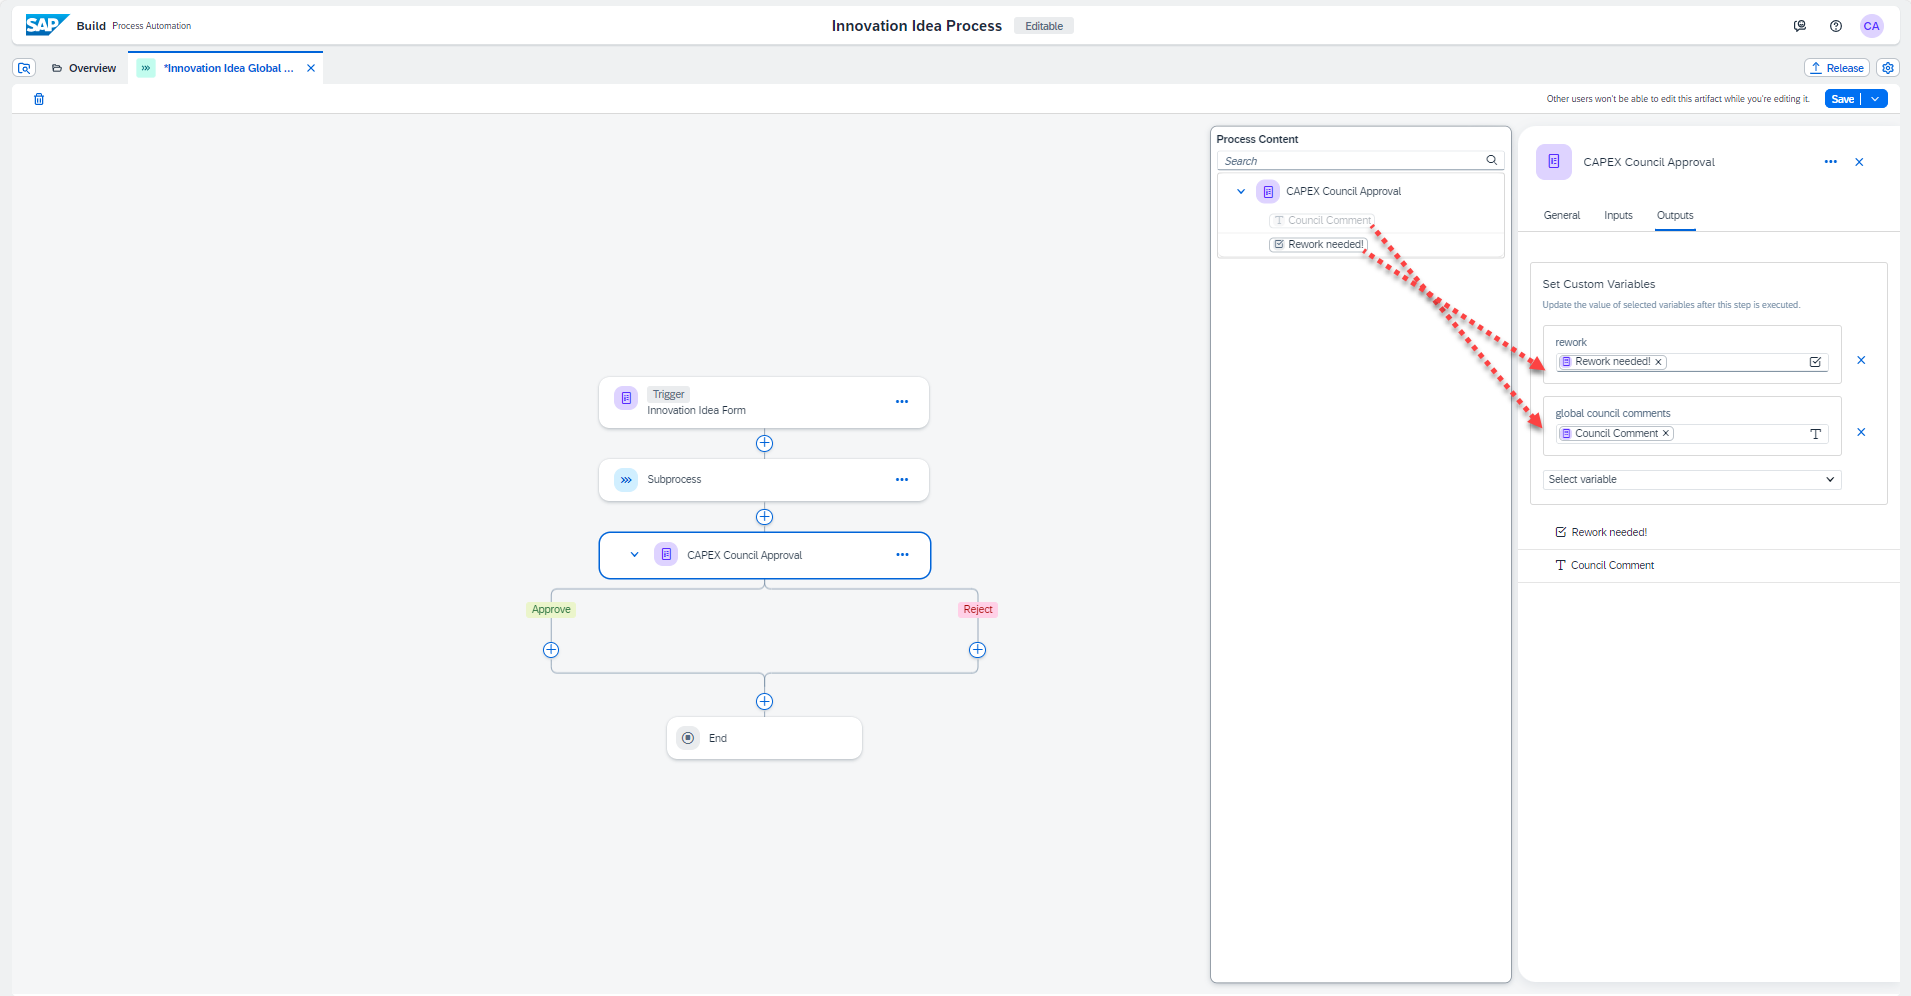 SAP Build Process Automation
Innovation Idea Process Editable
CA
Overview
*Innovation Idea Global ...
Release
Other users won't be able to edit this artifact while you're editing it.
Save
Process Content
Search
CAPEX Council Approval
Council Comment
Rework needed!
CAPEX Council Approval
General Inputs Outputs
Set Custom Variables
Update the value of selected variables after this step is executed.
rework
Rework needed!
global council comments
Council Comment
Select variable
Rework needed!
Council Comment
Trigger
Innovation Idea Form
Subprocess
CAPEX Council Approval
Approve
Reject
End